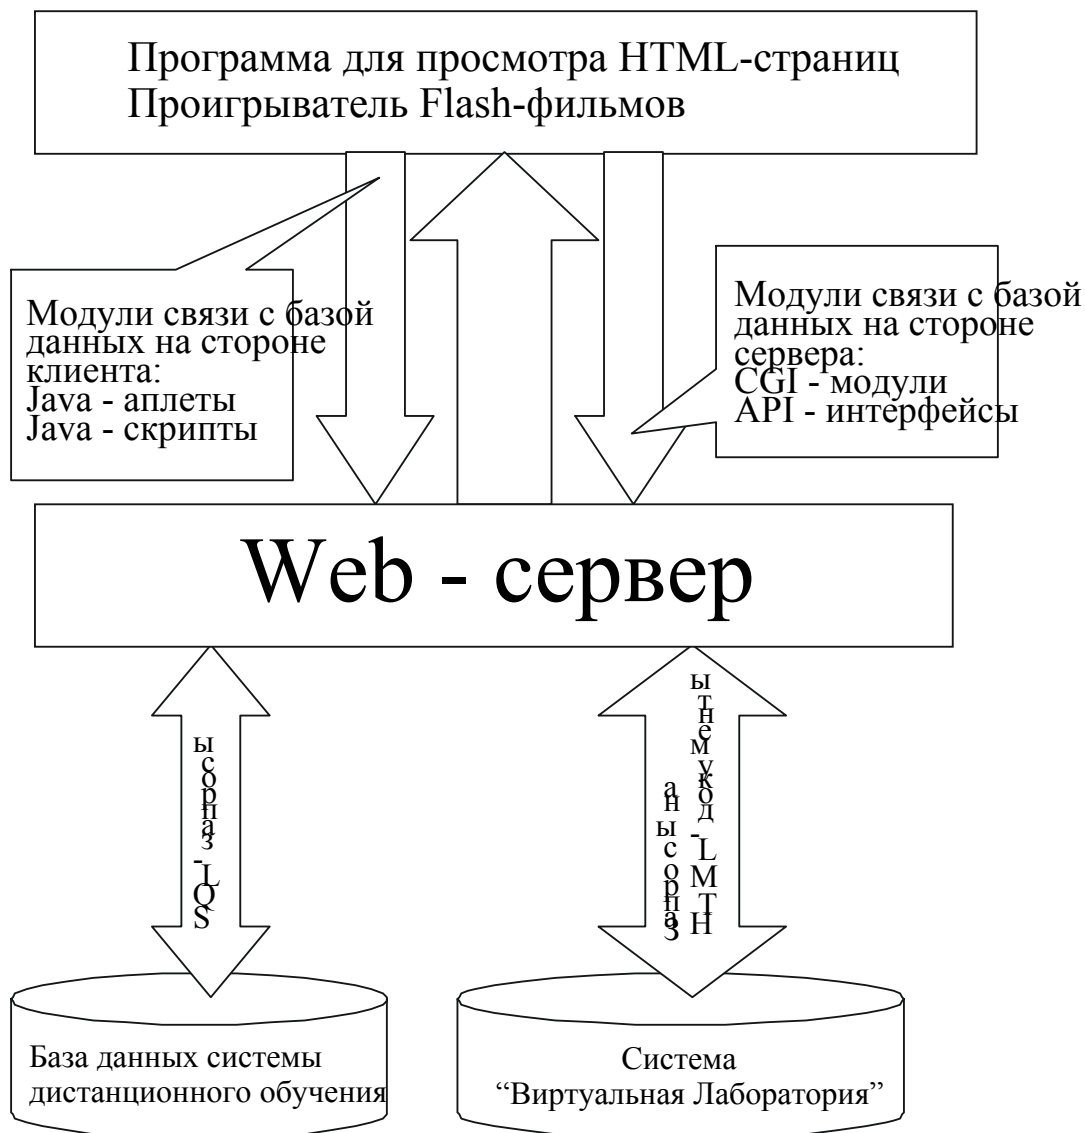 Программа для просмотра HTML-страниц
Проигрыватель Flash-фильмов
Модули связи с базой
данных на стороне
клиента:
Java - аплеты
Java - скрипты
Модули связи с базой
данных на стороне
сервера:
CGI - модули
API - интерфейсы
Web - сервер
SQL-запросы
Запросы на
HTML-документы
База данных системы
дистанционного обучения
Система
“Виртуальная Лаборатория”